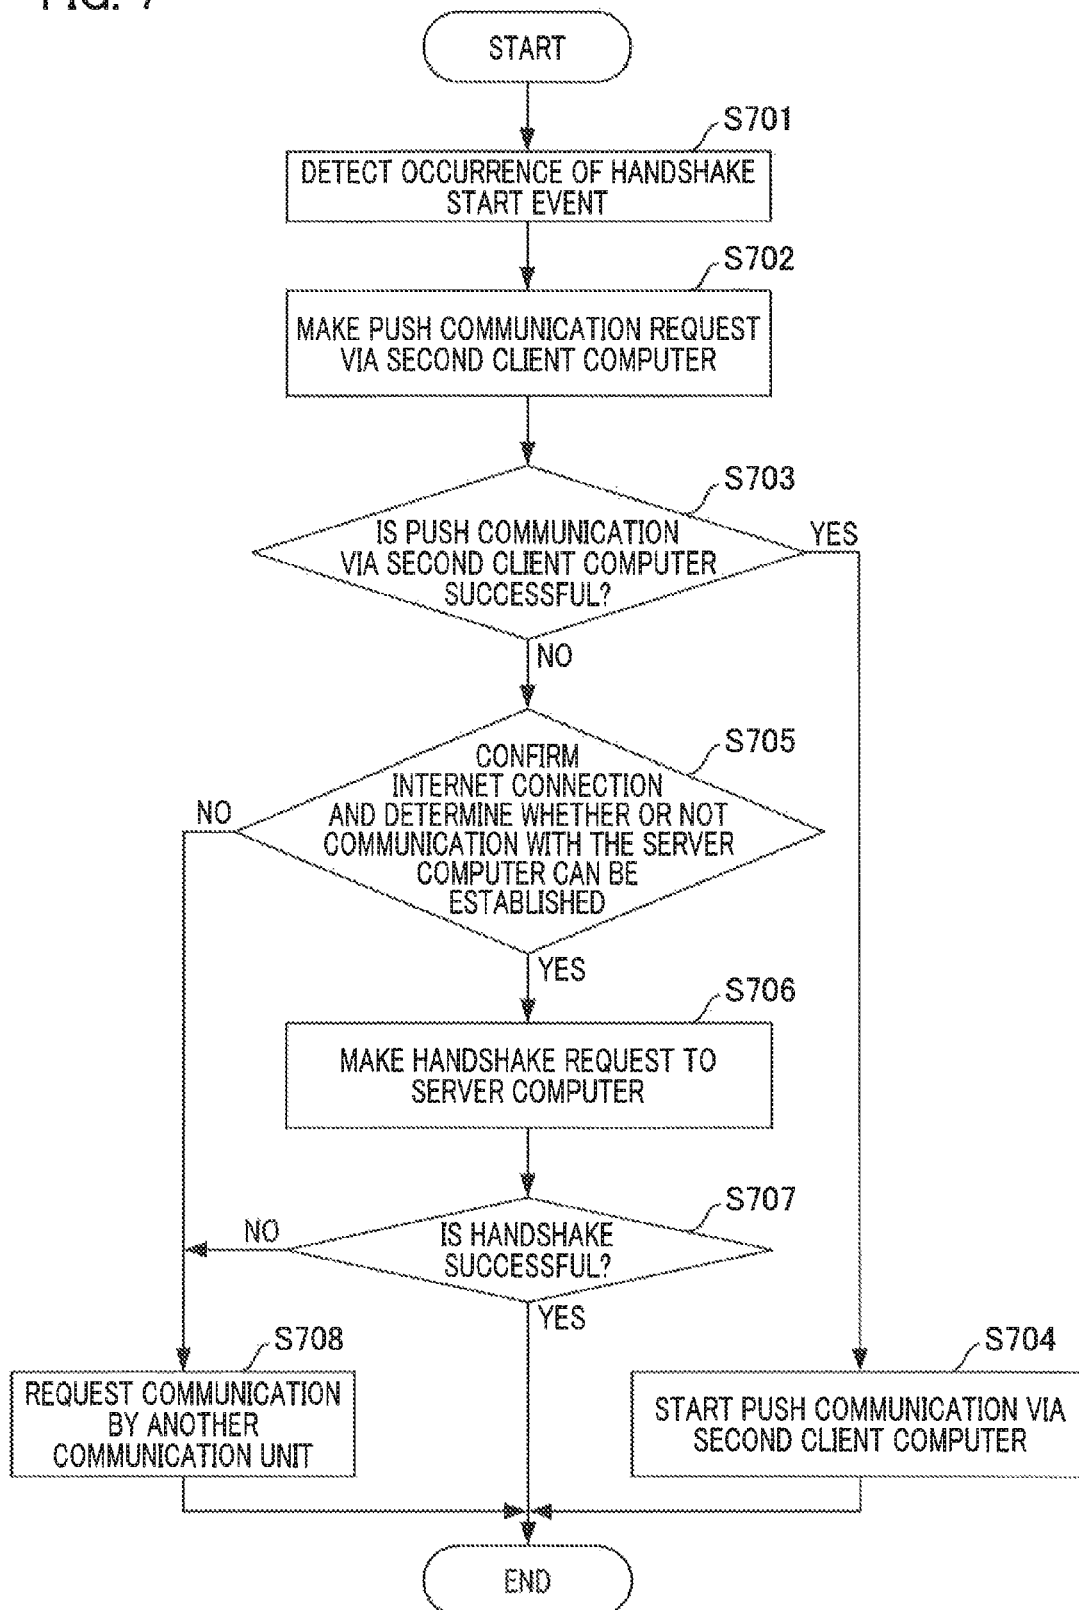 FIG. 7
START
S701
DETECT OCCURRENCE OF HANDSHAKE
START EVENT
S702
MAKE PUSH COMMUNICATION REQUEST
VIA SECOND CLIENT COMPUTER
S703
IS PUSH COMMUNICATION
VIA SECOND CLIENT COMPUTER
SUCCESSFUL?
YES
NO
S705
CONFIRM
INTERNET CONNECTION
AND DETERMINE WHETHER OR NOT
COMMUNICATION WITH THE SERVER
COMPUTER CAN BE
ESTABLISHED
NO
YES
S706
MAKE HANDSHAKE REQUEST TO
SERVER COMPUTER
S707
IS HANDSHAKE
SUCCESSFUL?
NO
YES
S708
REQUEST COMMUNICATION
BY ANOTHER
COMMUNICATION UNIT
S704
START PUSH COMMUNICATION VIA
SECOND CLIENT COMPUTER
END